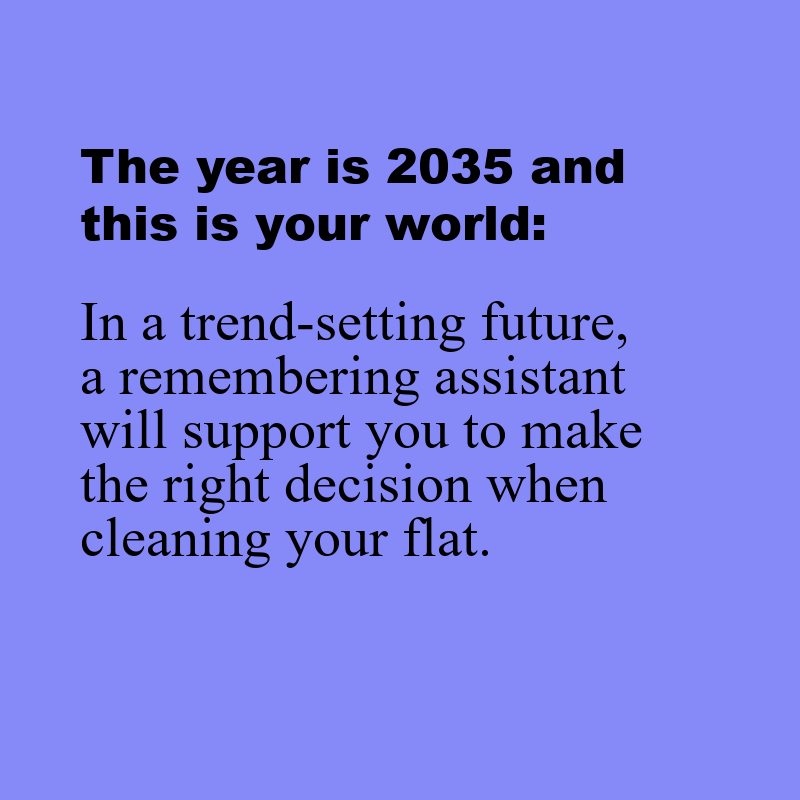 The year is 2035 and
this is your world:
In a trend-setting future,
a remembering assistant
will support you to make
the right decision when
cleaning your flat.